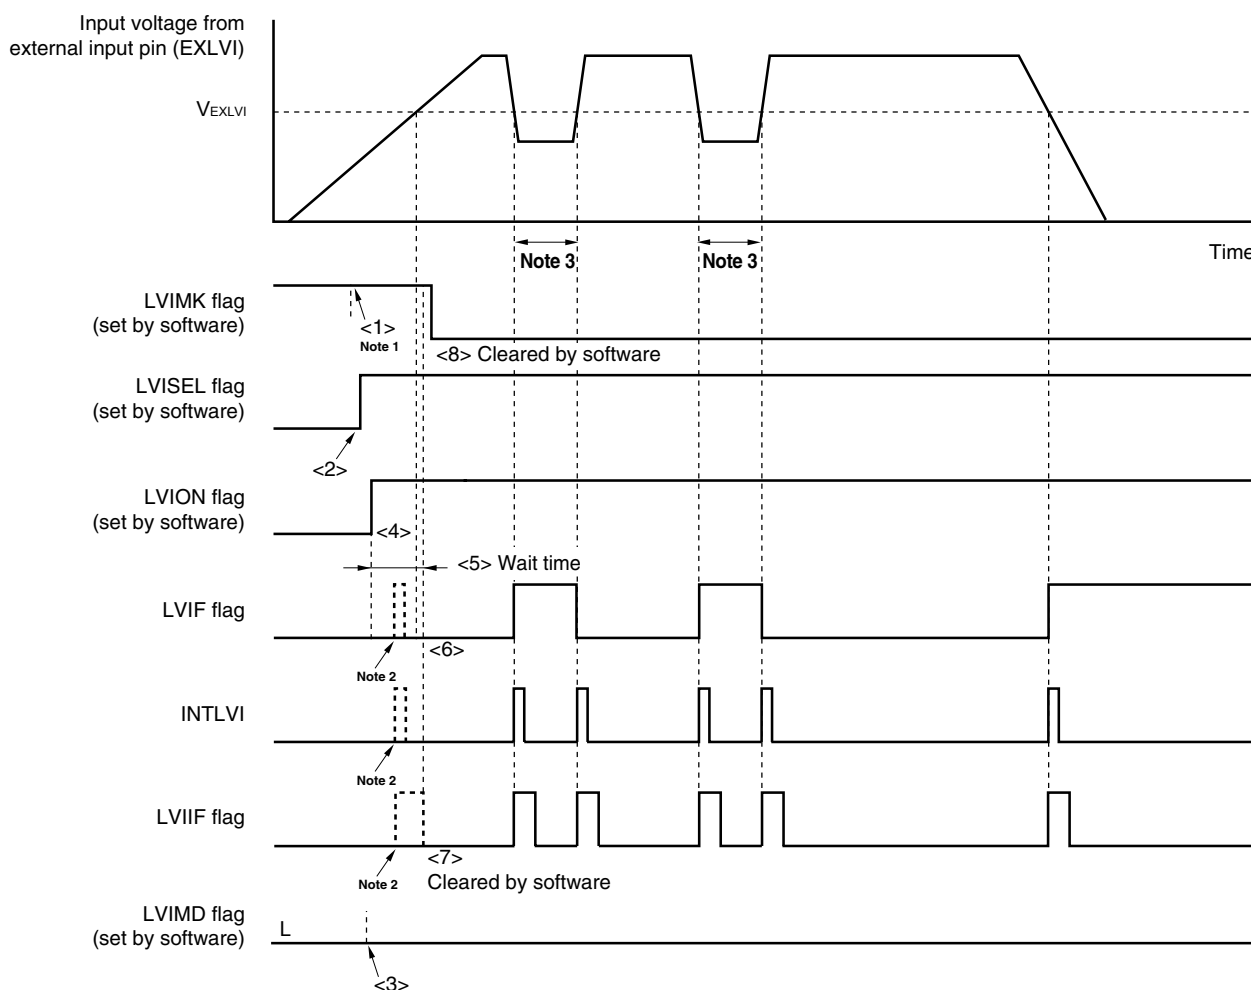 Input voltage from
external input pin (EXLVI)
VEXLVI
Note 3
Note 3
Time
LVIMK flag
(set by software)
<1>
Note 1
<8> Cleared by software
LVISEL flag
(set by software)
<2>
LVION flag
(set by software)
<4>
<5> Wait time
LVIF flag
<6>
Note 2
INTLVI
Note 2
LVIIF flag
<7>
Note 2
Cleared by software
LVIMD flag
(set by software)
L
<3>